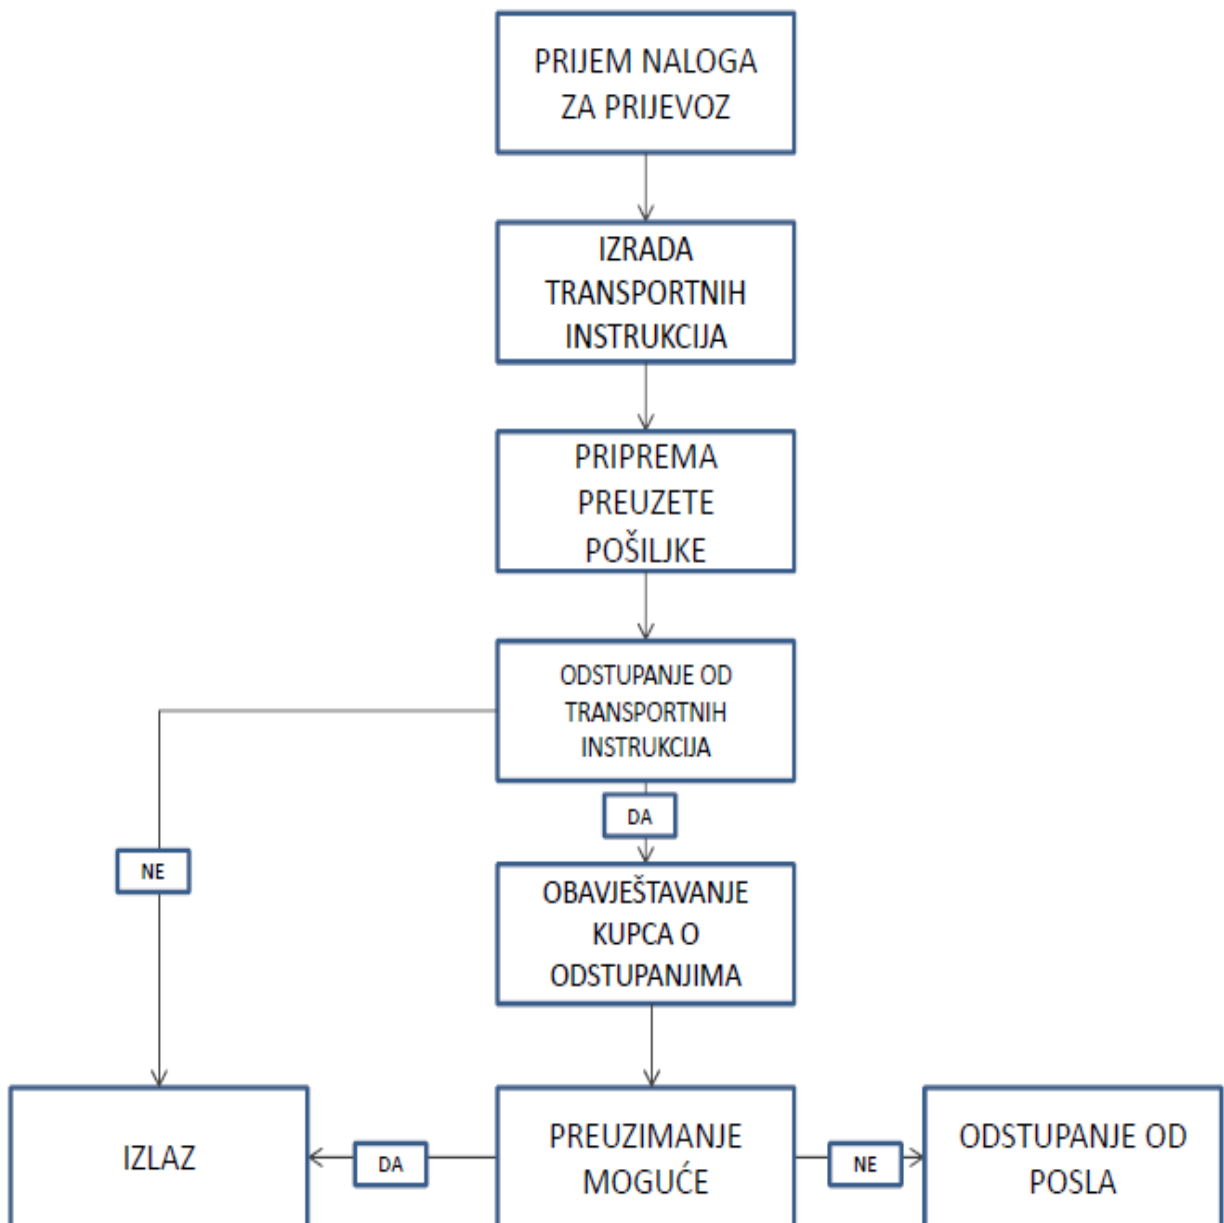 PRIJEM NALOGA
ZA PRIJEVOZ
IZRADA
TRANSPORTNIH
INSTRUKCIJA
PRIPREMA
PREUZETE
POŠILJKE
ODSTUPANJE OD
TRANSPORTNIH
INSTRUKCIJA
DA
NE
OBAVJEŠTAVANJE
KUPCA O
ODSTUPANJIMA
IZLAZ
DA
PREUZIMANJE
MOGUĆE
NE
ODSTUPANJE OD
POSLA